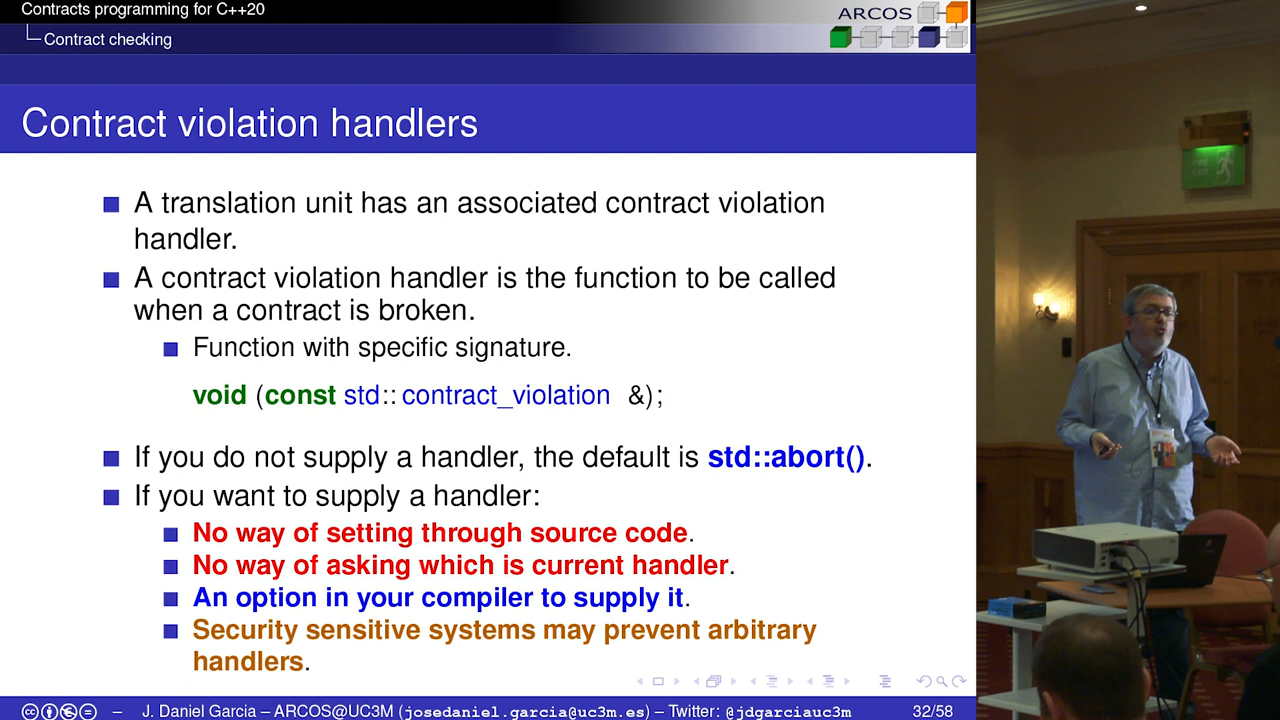 Contracts programming for C++20
Contract checking
ARCOS
Contract violation handlers
A translation unit has an associated contract violation
handler.
A contract violation handler is the function to be called
when a contract is broken.
Function with specific signature.
void (const std::contract_violation &);
If you do not supply a handler, the default is std::abort().
If you want to supply a handler:
No way of setting through source code.
No way of asking which is current handler.
An option in your compiler to supply it.
Security sensitive systems may prevent arbitrary
handlers.
– J. Daniel Garcia – ARCOS@UC3M (josedaniel.garcia@uc3m.es) – Twitter: @jdgarciauc3m 32/58
FIRE
EXIT